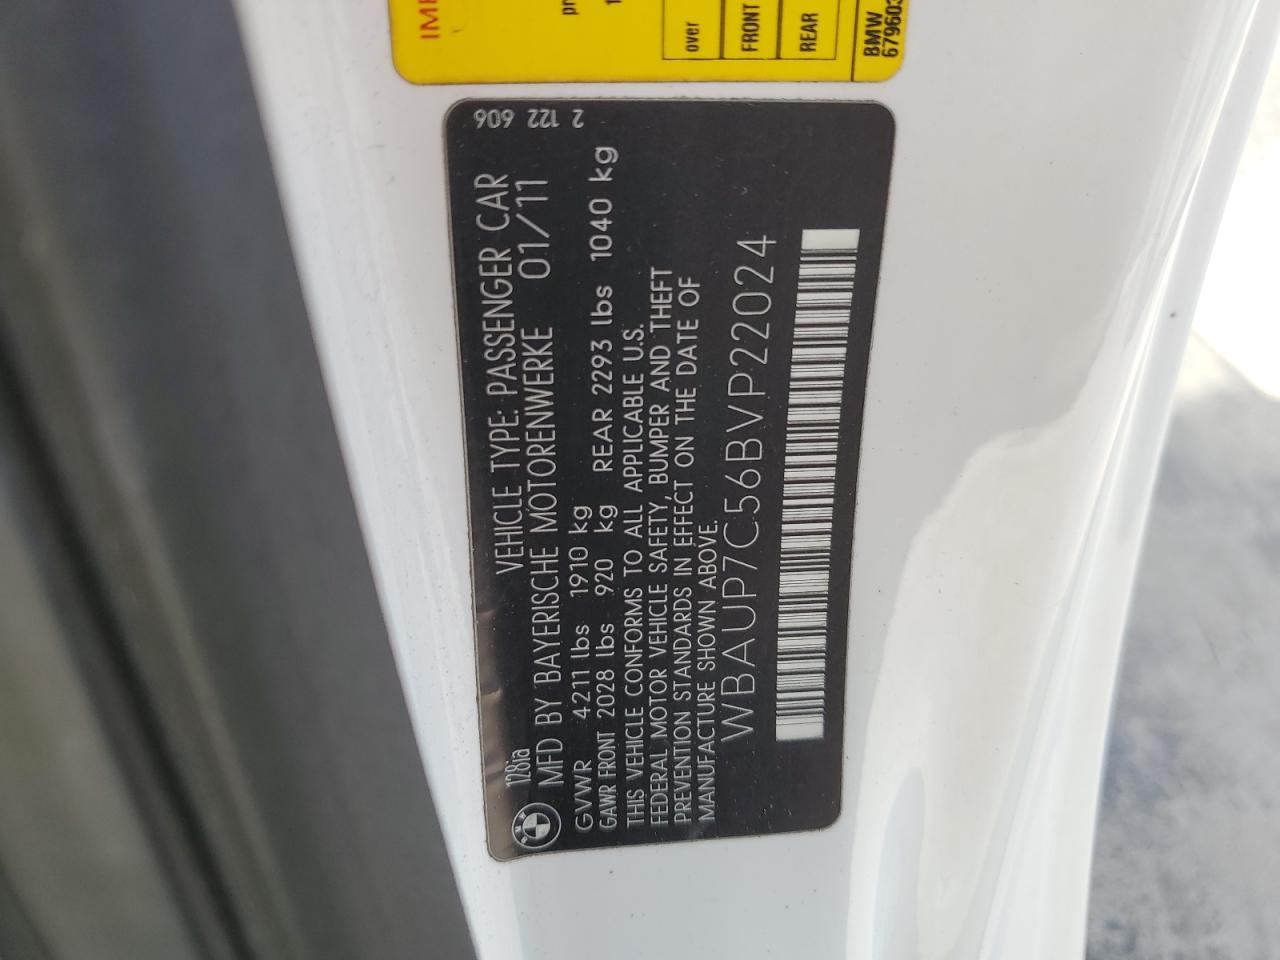 128ia
VEHICLE TYPE: PASSENGER CAR 2 122 606
MFD BY BAYERISCHE MOTORENWERKE 01/11
GVWR 4211 lbs 1910 kg
GAWR FRONT 2028 lbs 920 kg REAR 2293 lbs 1040 kg
THIS VEHICLE CONFORMS TO ALL APPLICABLE U.S.
FEDERAL MOTOR VEHICLE SAFETY, BUMPER AND THEFT
PREVENTION STANDARDS IN EFFECT ON THE DATE OF
MANUFACTURE SHOWN ABOVE.
WBAUP7C56BVP22024
over
FRONT
REAR
BMW